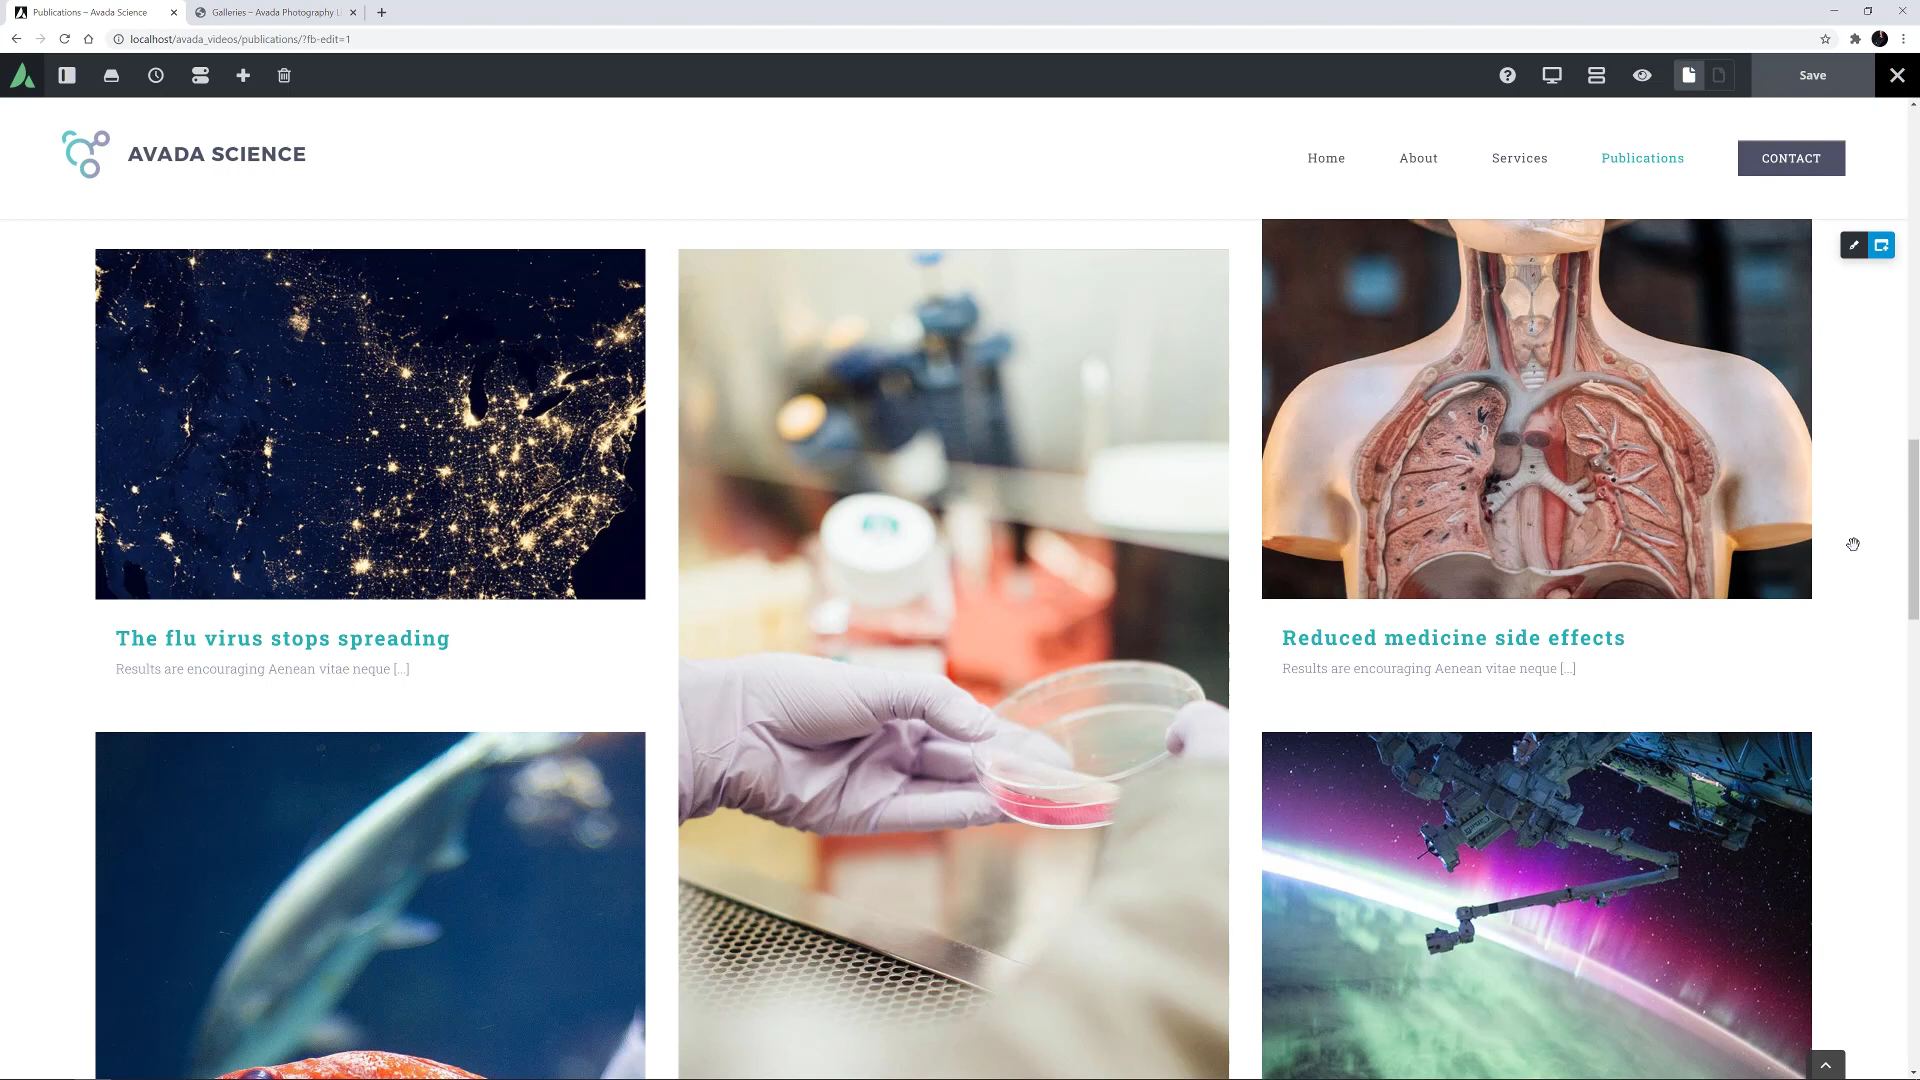 Publications – Avada Science
Galleries – Avada Photography Li
localhost/avada_videos/publications/?fb-edit=1
Save
AVADA SCIENCE
Home
About
Services
Publications
CONTACT
The flu virus stops spreading
Results are encouraging Aenean vitae neque [...]
Reduced medicine side effects
Results are encouraging Aenean vitae neque [...]